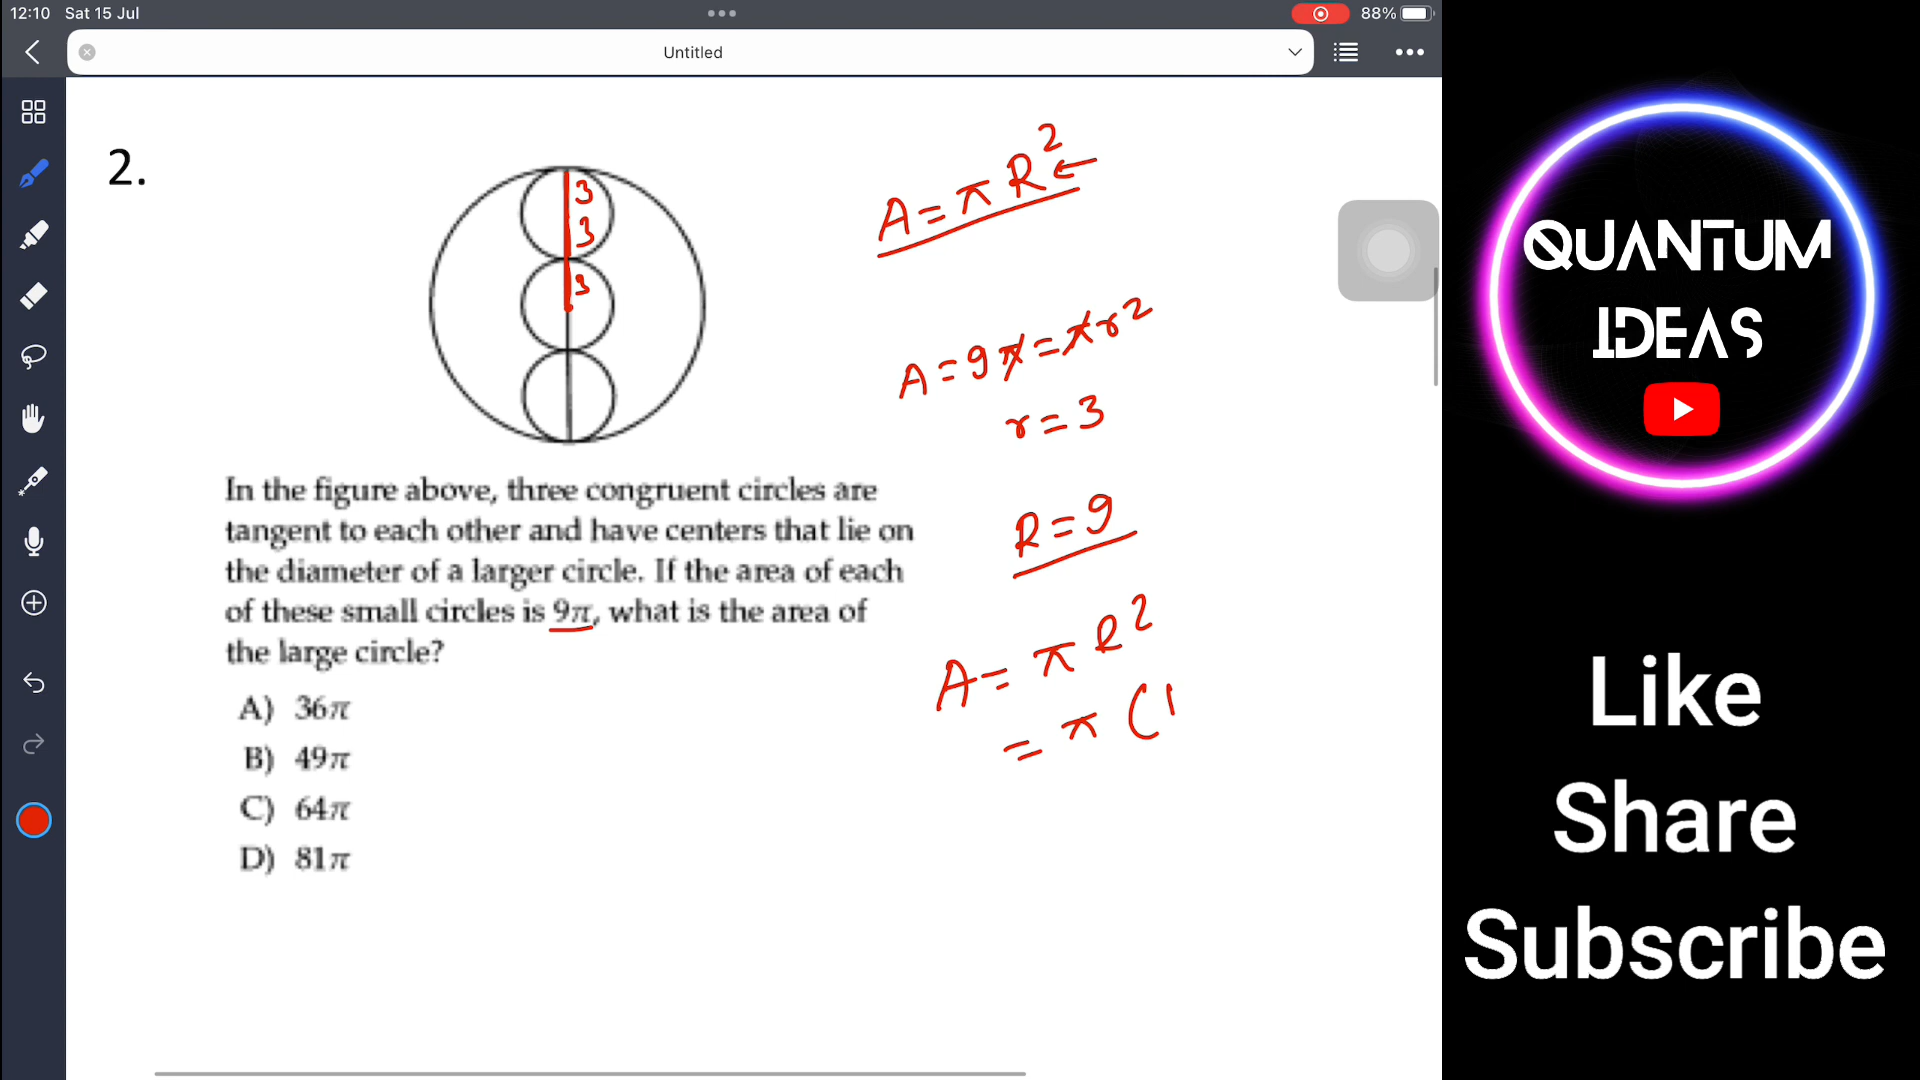 12:10 Sat 15 Jul
88%
Untitled
2.
3
3
3
A = π R²
A = 9π = πr²
r = 3
R = 9
A = π R²
= π (
In the figure above, three congruent circles are
tangent to each other and have centers that lie on
the diameter of a larger circle. If the area of each
of these small circles is 9π, what is the area of
the large circle?
A) 36π
B) 49π
C) 64π
D) 81π
QUANTUM
IDEAS
Like
Share
Subscribe